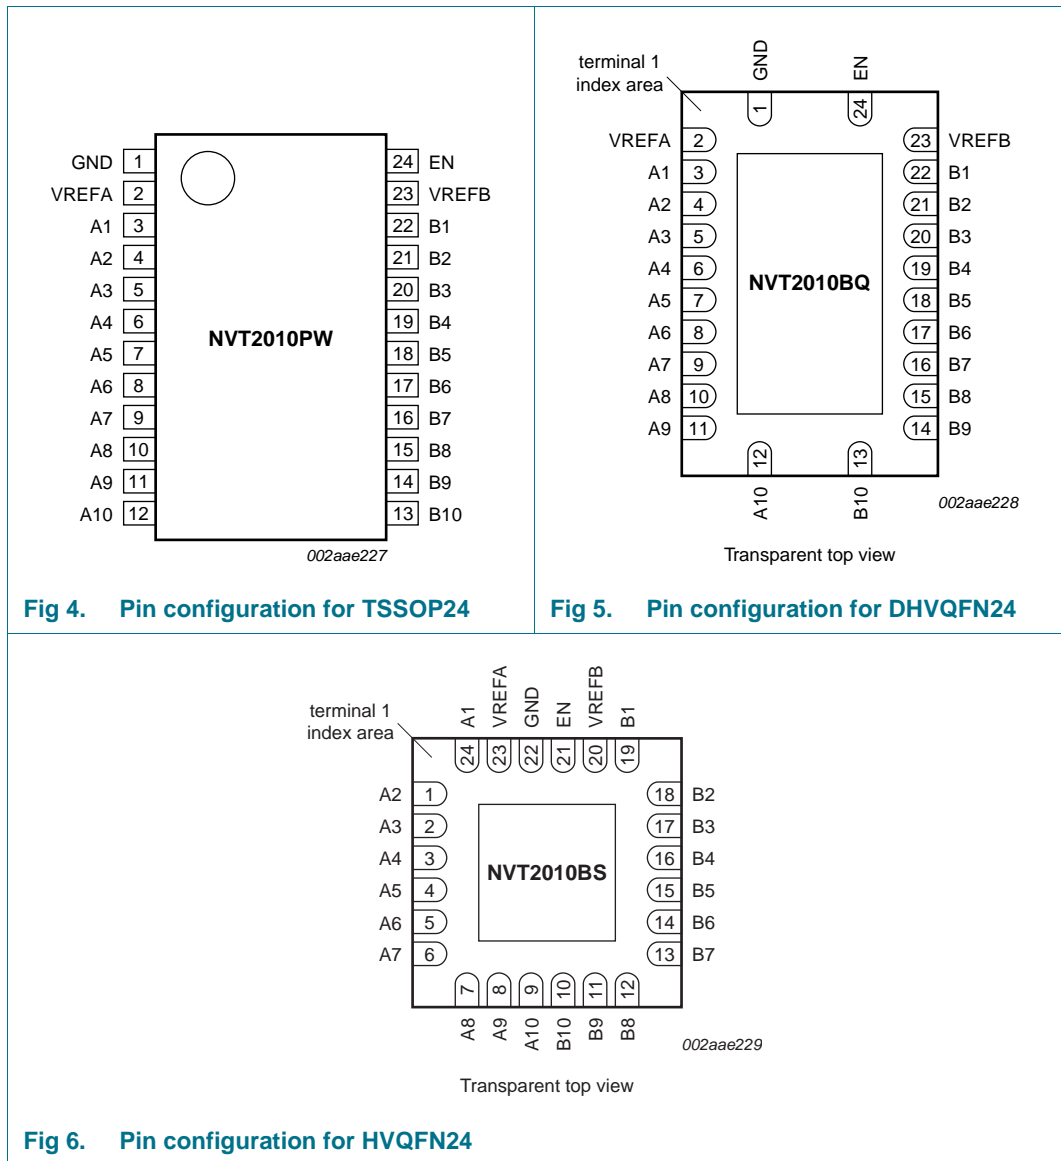 GND 1
VREFA 2
A1 3
A2 4
A3 5
A4 6
A5 7
A6 8
A7 9
A8 10
A9 11
A10 12
NVT2010PW
24 EN
23 VREFB
22 B1
21 B2
20 B3
19 B4
18 B5
17 B6
16 B7
15 B8
14 B9
13 B10
002aae227
Fig 4. Pin configuration for TSSOP24
terminal 1
index area
GND
EN
1
24
VREFA 2
A1 3
A2 4
A3 5
A4 6
A5 7
A6 8
A7 9
A8 10
A9 11
NVT2010BQ
23 VREFB
22 B1
21 B2
20 B3
19 B4
18 B5
17 B6
16 B7
15 B8
14 B9
12
13
A10
B10
002aae228
Transparent top view
Fig 5. Pin configuration for DHVQFN24
terminal 1
index area
A1
VREFA
GND
EN
VREFB
B1
24
23
22
21
20
19
A2 1
A3 2
A4 3
A5 4
A6 5
A7 6
NVT2010BS
18 B2
17 B3
16 B4
15 B5
14 B6
13 B7
7
8
9
10
11
12
A8
A9
A10
B10
B9
B8
002aae229
Transparent top view
Fig 6. Pin configuration for HVQFN24